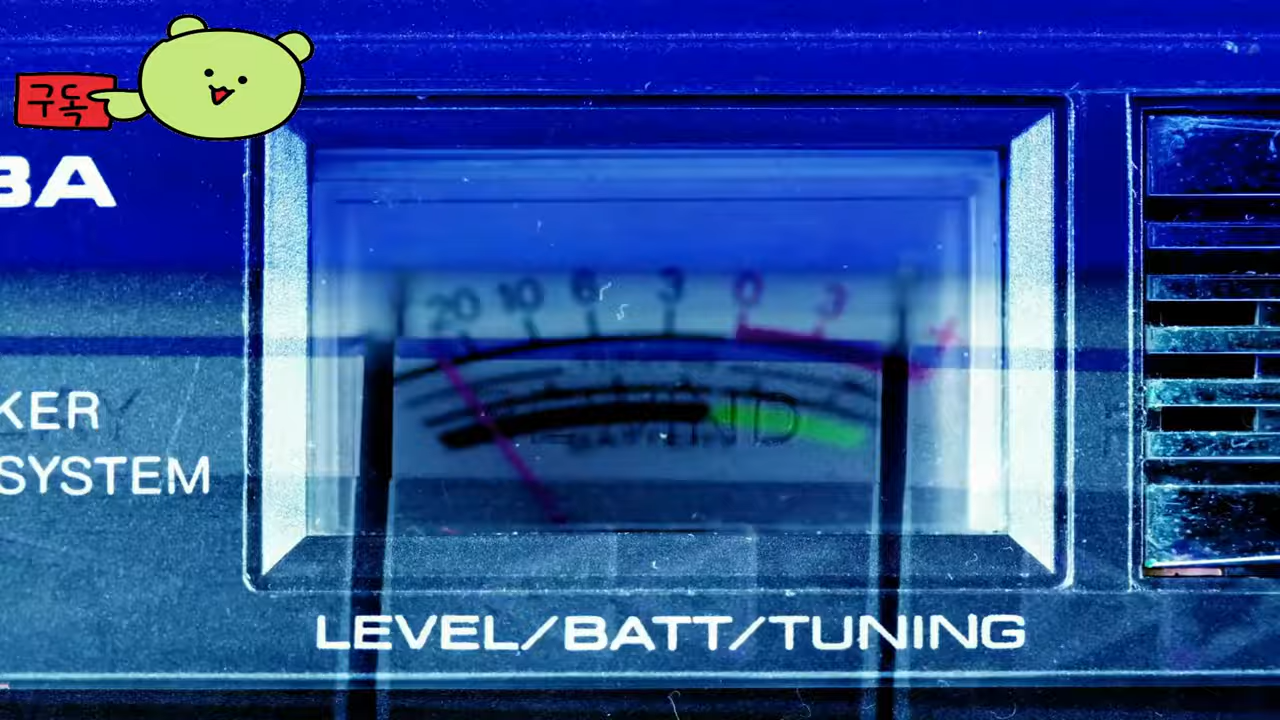 구독
BA
KER
SYSTEM
20 10 6 3 0 3 +
LEVEL/BATT/TUNING